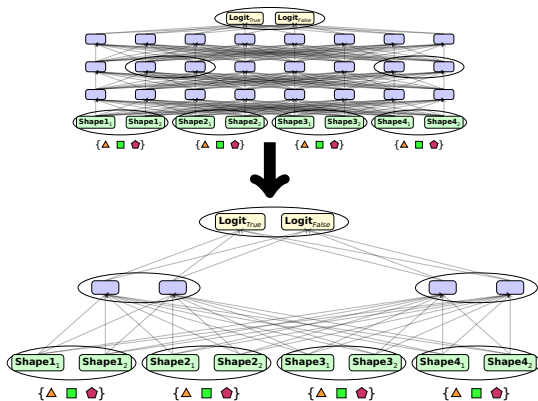 Logit_True Logit_False
Shape1_1 Shape1_2 Shape2_1 Shape2_2 Shape3_1 Shape3_2 Shape4_1 Shape4_2
{ } { } { } { }
Logit_True Logit_False
Shape1_1 Shape1_2 Shape2_1 Shape2_2 Shape3_1 Shape3_2 Shape4_1 Shape4_2
{ } { } { } { }